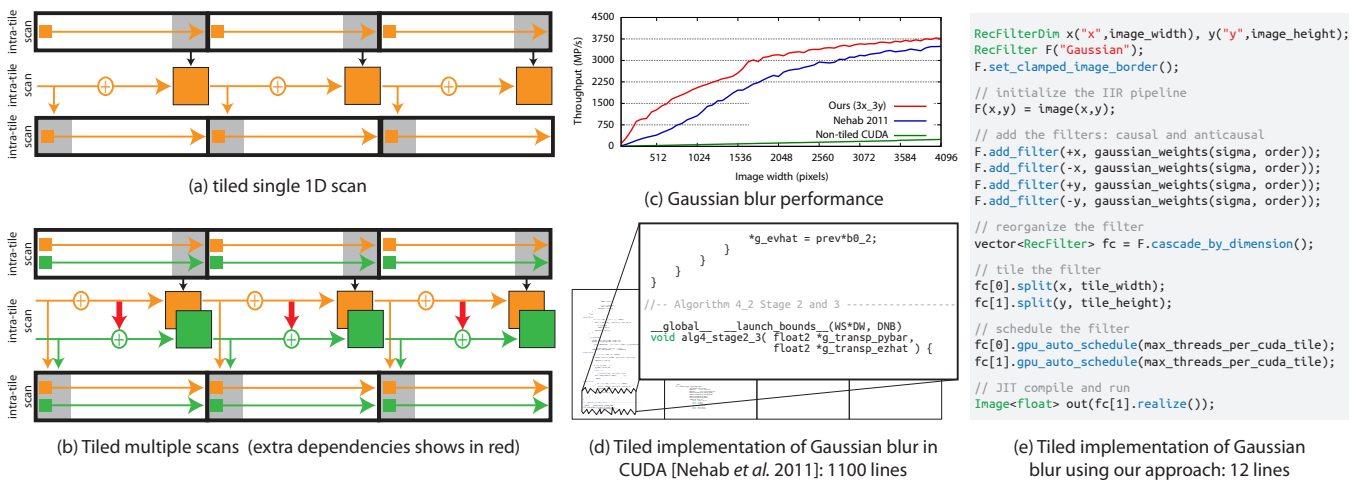 intra-tile
scan
intra-tile
scan
intra-tile
scan
(a) tiled single 1D scan
intra-tile
scan
intra-tile
scan
intra-tile
scan
(b) Tiled multiple scans (extra dependencies shows in red)
Throughput (MP/s)
4500
3750
3000
2250
1500
750
0
Ours (3x_3y)
Nehab 2011
Non-tiled CUDA
512
1024
1536
2048
2560
3072
3584
4096
Image width (pixels)
(c) Gaussian blur performance
*g_evhat = prev*b0_2;
}
}
}
}
//-- Algorithm 4_2 Stage 2 and 3 --------------------
__global__ __launch_bounds__(WS*DW, DNB)
void alg4_stage2_3( float2 *g_transp_pybar,
float2 *g_transp_ezhat ) {
(d) Tiled implementation of Gaussian blur in
CUDA [Nehab et al. 2011]: 1100 lines
RecFilterDim x("x",image_width), y("y",image_height);
RecFilter F("Gaussian");
F.set_clamped_image_border();
// initialize the IIR pipeline
F(x,y) = image(x,y);
// add the filters: causal and anticausal
F.add_filter(+x, gaussian_weights(sigma, order));
F.add_filter(-x, gaussian_weights(sigma, order));
F.add_filter(+y, gaussian_weights(sigma, order));
F.add_filter(-y, gaussian_weights(sigma, order));
// reorganize the filter
vector<RecFilter> fc = F.cascade_by_dimension();
// tile the filter
fc[0].split(x, tile_width);
fc[1].split(y, tile_height);
// schedule the filter
fc[0].gpu_auto_schedule(max_threads_per_cuda_tile);
fc[1].gpu_auto_schedule(max_threads_per_cuda_tile);
// JIT compile and run
Image<float> out(fc[1].realize());
(e) Tiled implementation of Gaussian
blur using our approach: 12 lines